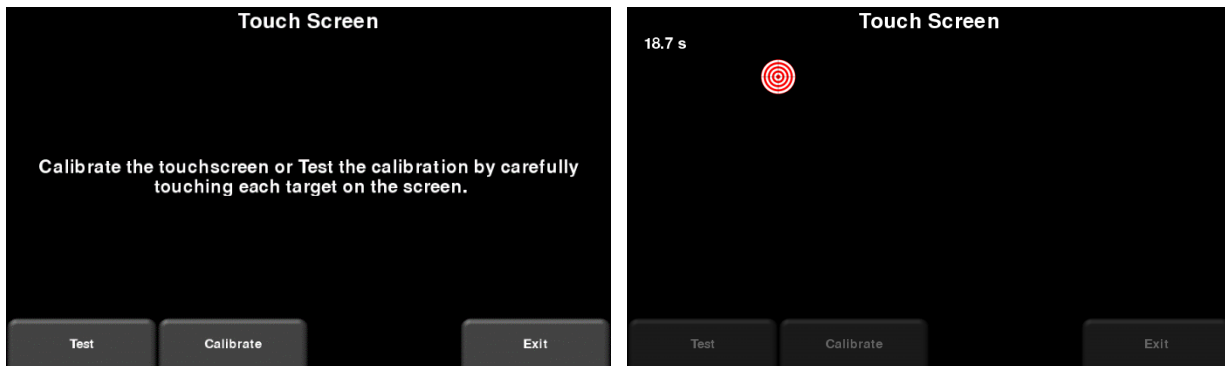 Touch Screen
Calibrate the touchscreen or Test the calibration by carefully
touching each target on the screen.
Test
Calibrate
Exit
Touch Screen
18.7 s
Test
Calibrate
Exit